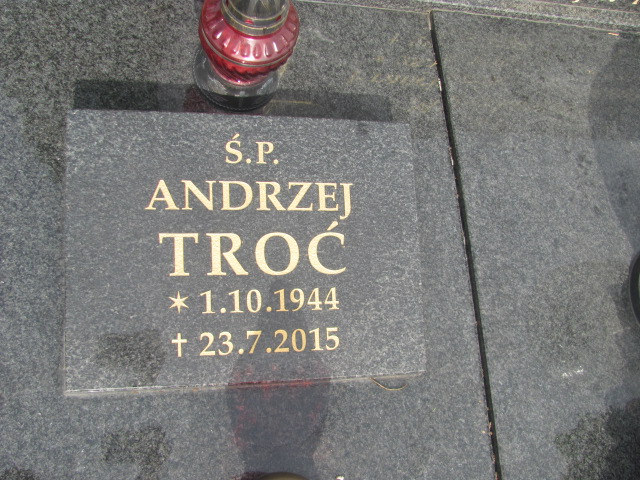 Ś.P.
ANDRZEJ
TROĆ
✶ 1.10.1944
† 23.7.2015